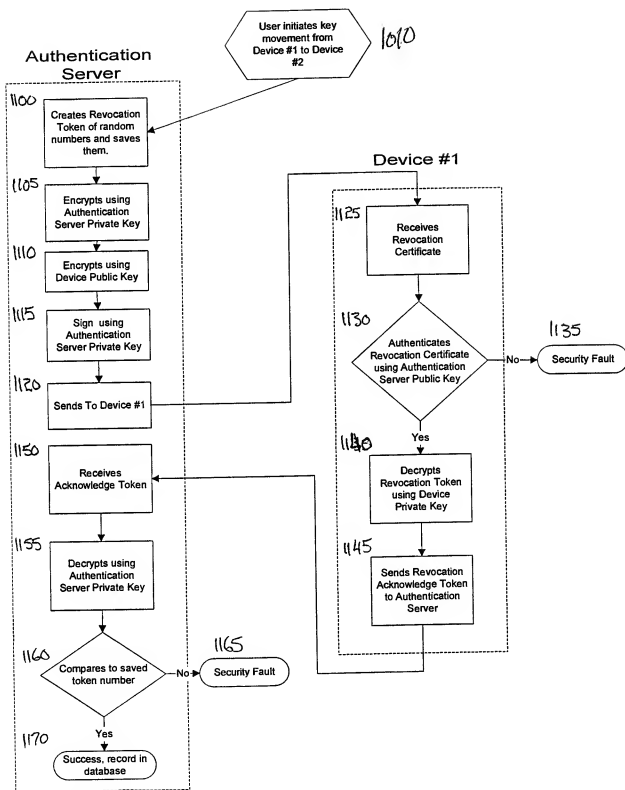 User initiates key
movement from
Device #1 to Device
#2
1010
Authentication
Server
1100
Creates Revocation
Token of random
numbers and saves
them.
1105
Encrypts using
Authentication
Server Private Key
1110
Encrypts using
Device Public Key
1115
Sign using
Authentication
Server Private Key
1120
Sends To Device #1
Device #1
1125
Receives
Revocation
Certificate
1130
Authenticates
Revocation Certificate
using Authentication
Server Public Key
No
1135
Security Fault
Yes
1140
Decrypts
Revocation Token
using Device
Private Key
1145
Sends Revocation
Acknowledge Token
to Authentication
Server
1150
Receives
Acknowledge Token
1155
Decrypts using
Authentication
Server Private Key
1160
Compares to saved
token number
No
1165
Security Fault
Yes
1170
Success, record in
database